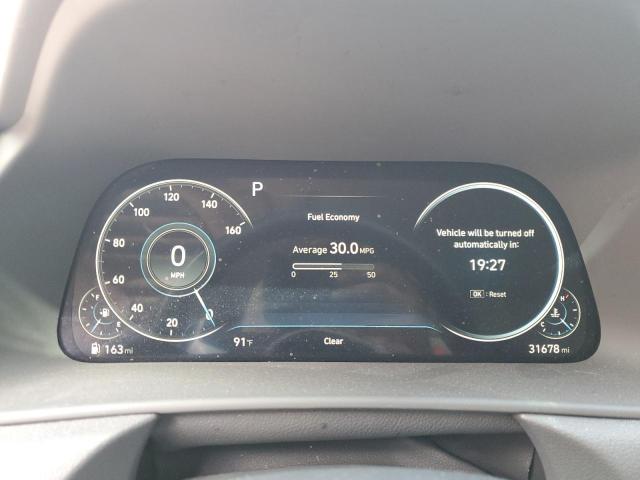 P
120
100
140
80
160
60
40
20
0
0
MPH
F
E
163 mi
91°F
Fuel Economy
Average 30.0 MPG
0 25 50
Clear
Vehicle will be turned off
automatically in:
19:27
OK : Reset
H
C
31678 mi